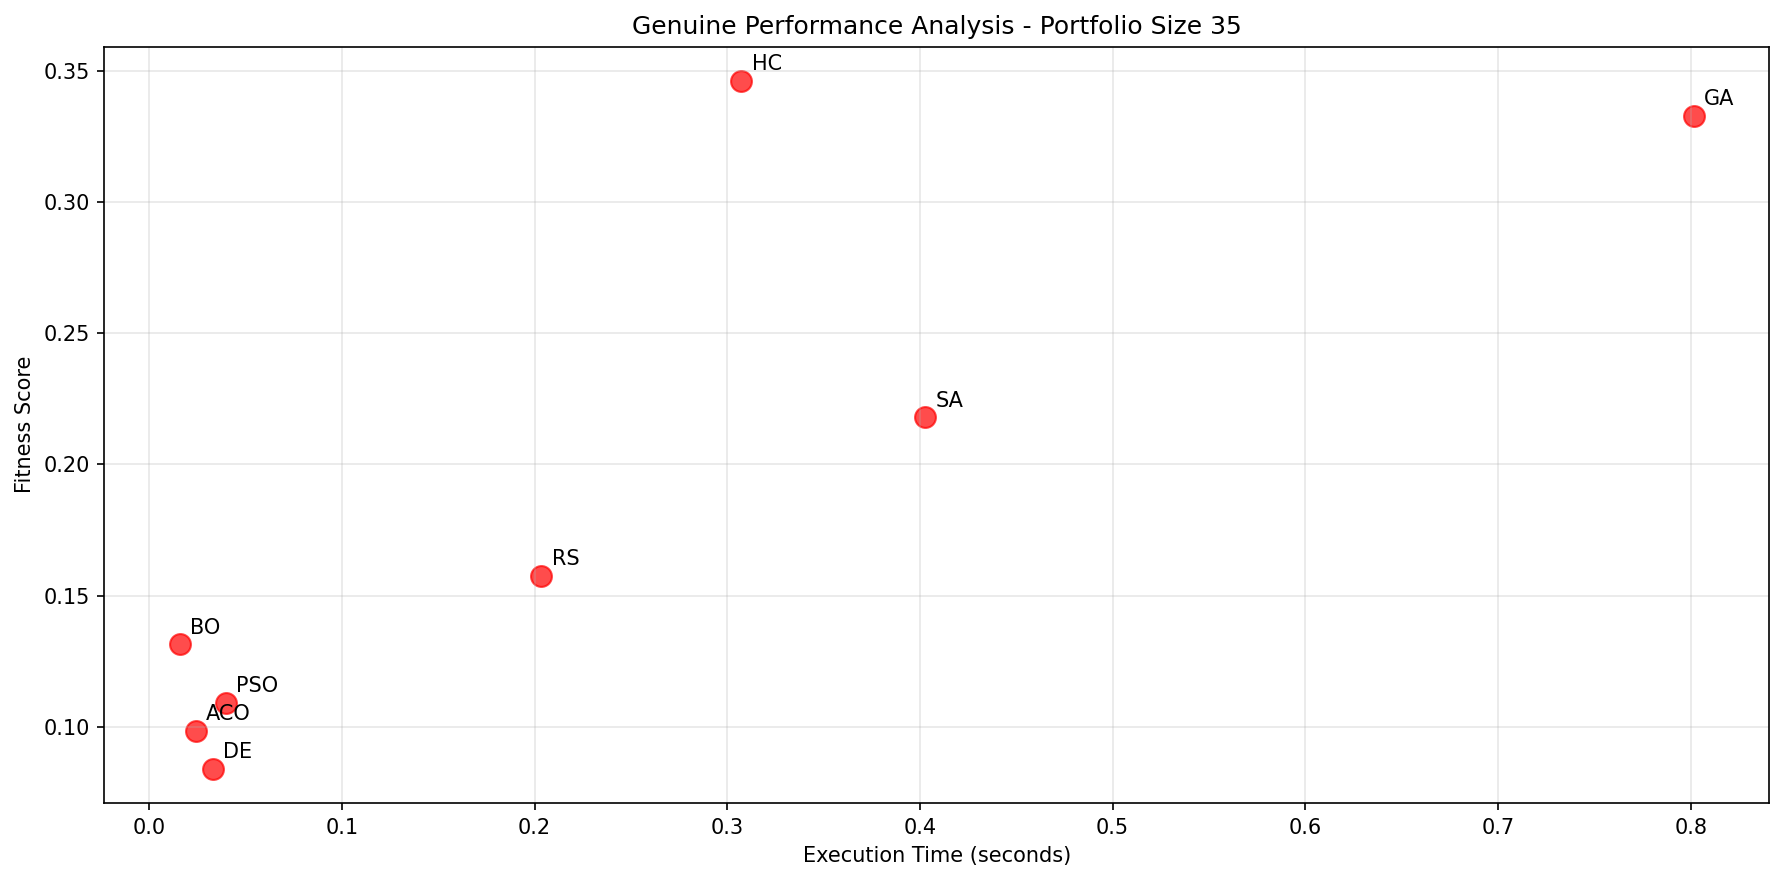 Genuine Performance Analysis - Portfolio Size 35
Fitness Score
0.35
0.30
0.25
0.20
0.15
0.10
HC
GA
SA
RS
BO
PSO
ACO
DE
0.0 0.1 0.2 0.3 0.4 0.5 0.6 0.7 0.8
Execution Time (seconds)